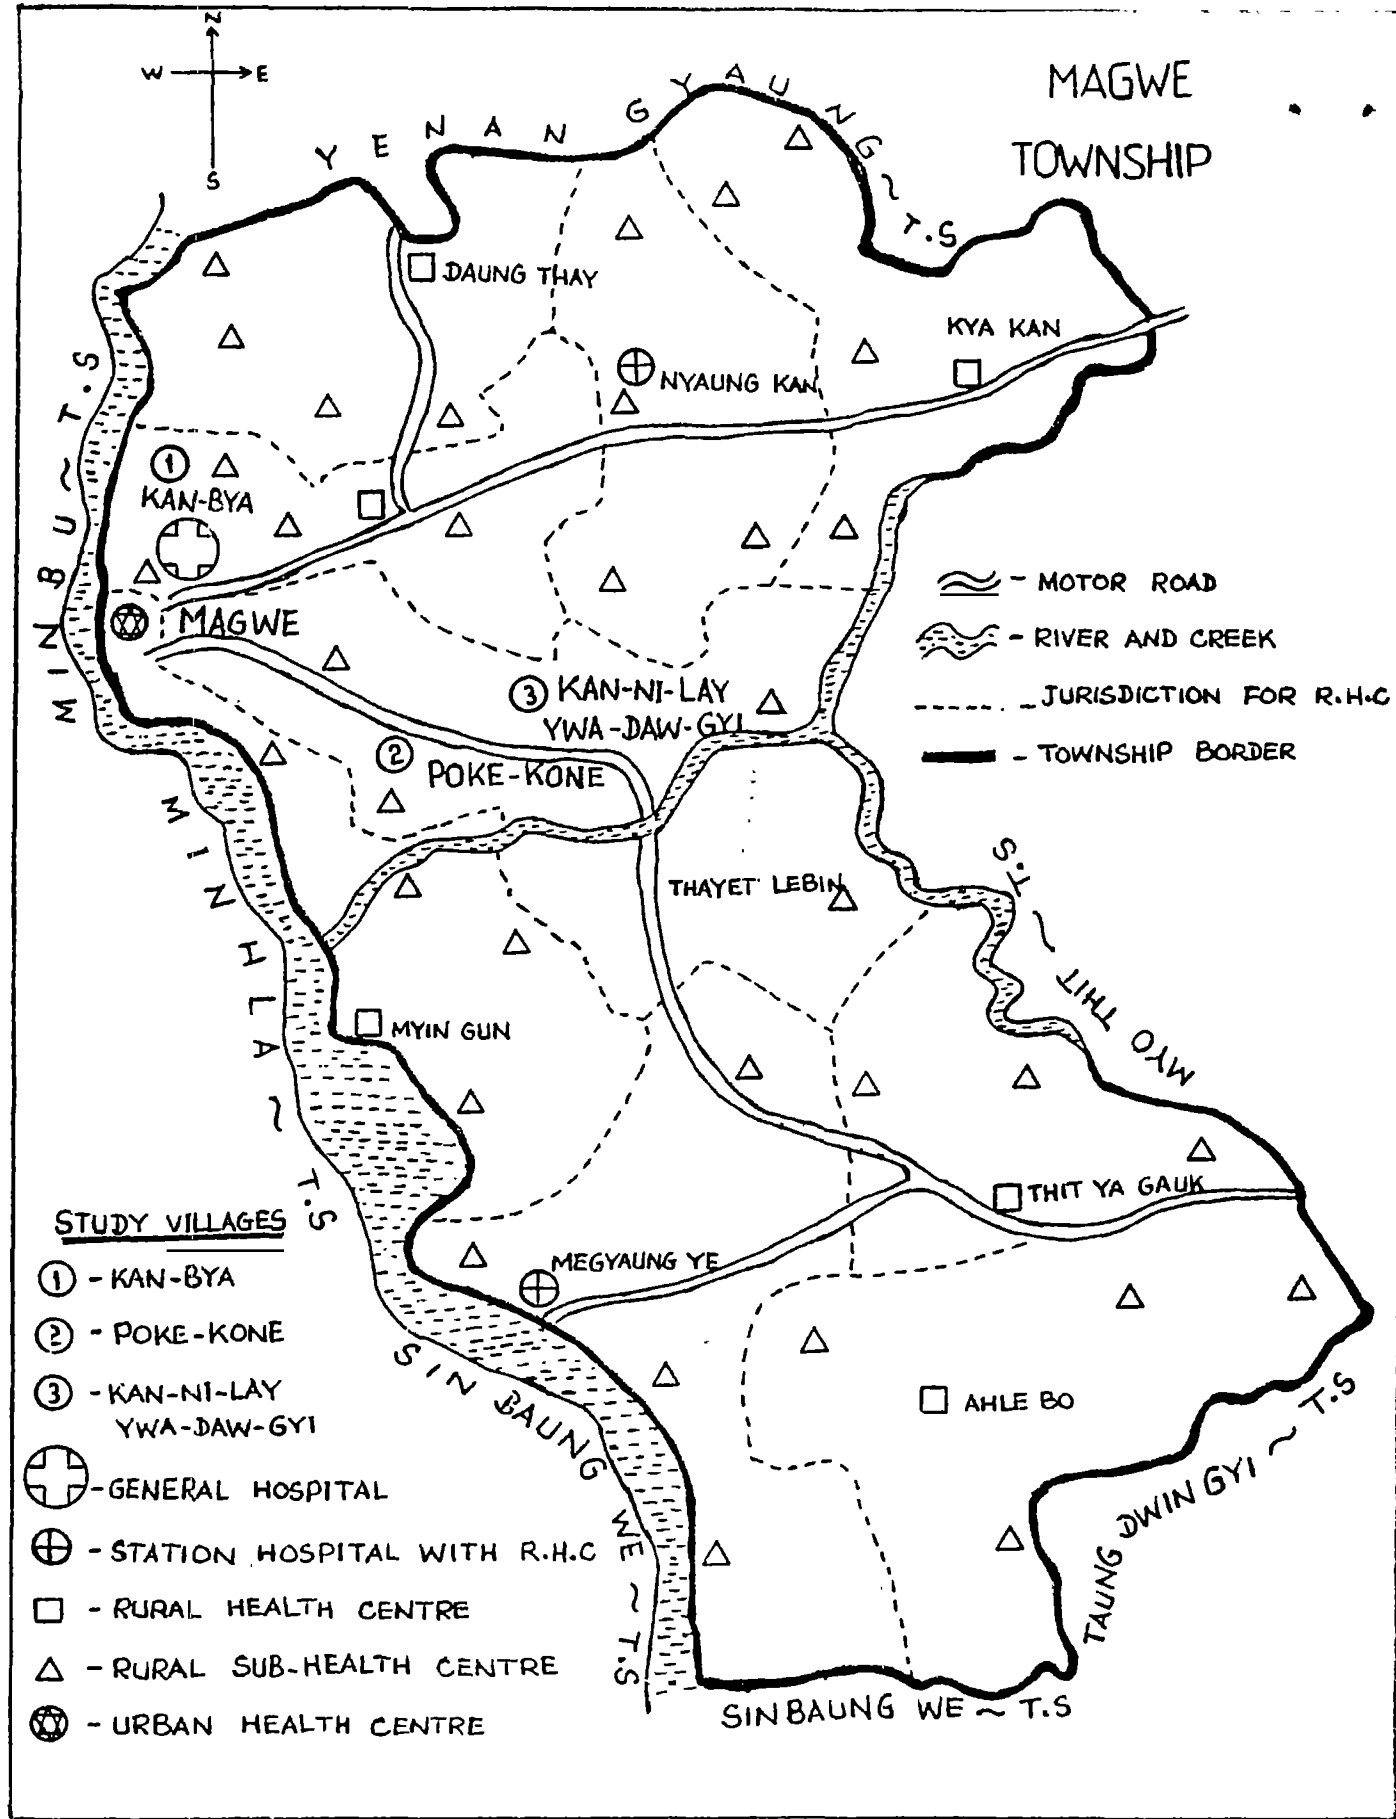 MAGWE
TOWNSHIP
N
W E
S
YENANGYAUNG ~ T.S
MINBU ~ T.S
DAUNG THAY
KYA KAN
NYAUNG KAN
1
KAN-BYA
MAGWE
3 KAN-NI-LAY
YWA-DAW-GYI
2
POKE-KONE
- MOTOR ROAD
- RIVER AND CREEK
- JURISDICTION FOR R.H.C
- TOWNSHIP BORDER
MINHLA ~ T.S
THAYET LEBIN
MYO THIT ~ T.S
MYIN GUN
THIT YA GAUK
MEGYAUNG YE
AHLE BO
SIN BAUNG WE ~ T.S
TAUNG DWIN GYI ~ T.S
SINBAUNG WE ~ T.S
STUDY VILLAGES
1 - KAN-BYA
2 - POKE-KONE
3 - KAN-NI-LAY
YWA-DAW-GYI
- GENERAL HOSPITAL
- STATION HOSPITAL WITH R.H.C
- RURAL HEALTH CENTRE
- RURAL SUB-HEALTH CENTRE
- URBAN HEALTH CENTRE